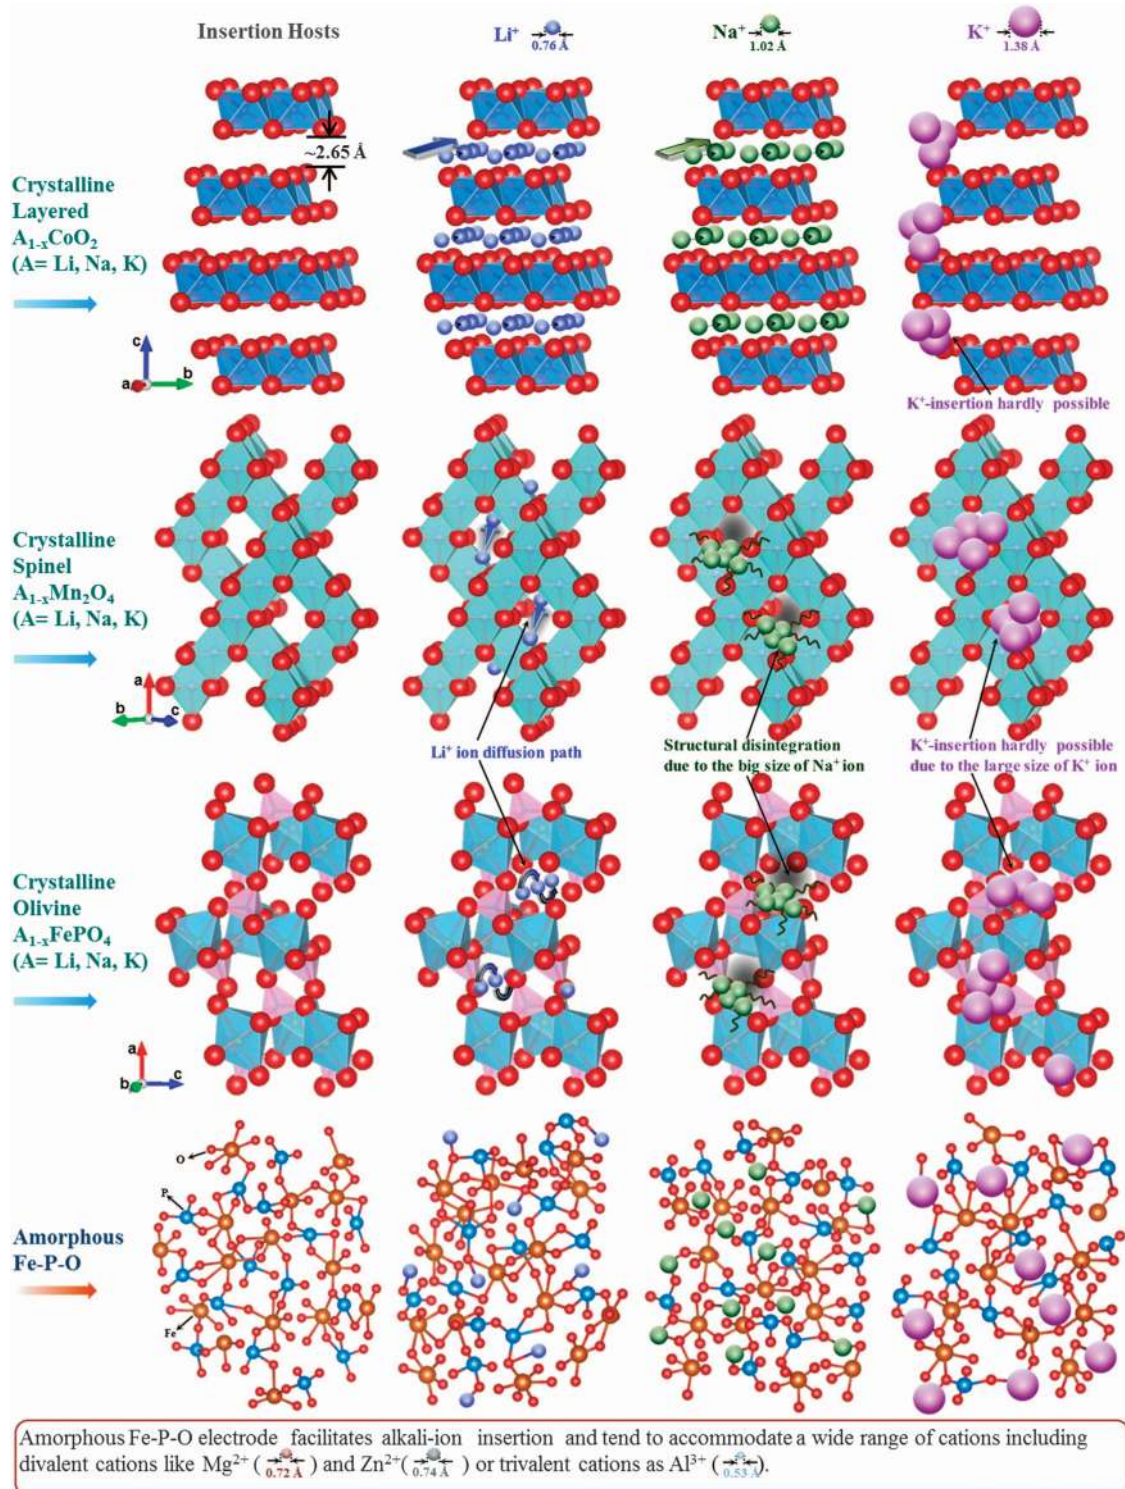 Insertion Hosts
Li⁺
0.76 Å
Na⁺
1.02 Å
K⁺
1.38 Å
~2.65 Å
Crystalline
Layered
A₁₋ₓCoO₂
(A= Li, Na, K)
c
a
b
K⁺-insertion hardly possible
Crystalline
Spinel
A₁₋ₓMn₂O₄
(A= Li, Na, K)
a
b
c
Li⁺ ion diffusion path
Structural disintegration
due to the big size of Na⁺ ion
K⁺-insertion hardly possible
due to the large size of K⁺ ion
Crystalline
Olivine
A₁₋ₓFePO₄
(A= Li, Na, K)
a
b
c
O
P
Fe
Amorphous
Fe-P-O
Amorphous Fe-P-O electrode facilitates alkali-ion insertion and tend to accommodate a wide range of cations including
divalent cations like Mg²⁺ ( 0.72 Å ) and Zn²⁺( 0.74 Å ) or trivalent cations as Al³⁺ ( 0.53 Å ).